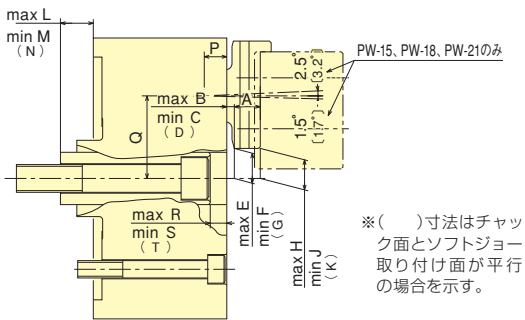 max L
min M
( N )
P
PW-15、PW-18、PW-21のみ
2.5°
〔3.2°〕
max B
A
min C
( D )
1.5°
〔1.7°〕
Q
max E
min F
( G )
max R
min S
( T )
max H
min J
( K )
※(　　)寸法はチャッ
ク面とソフトジョー
取り付け面が平行
の場合を示す。